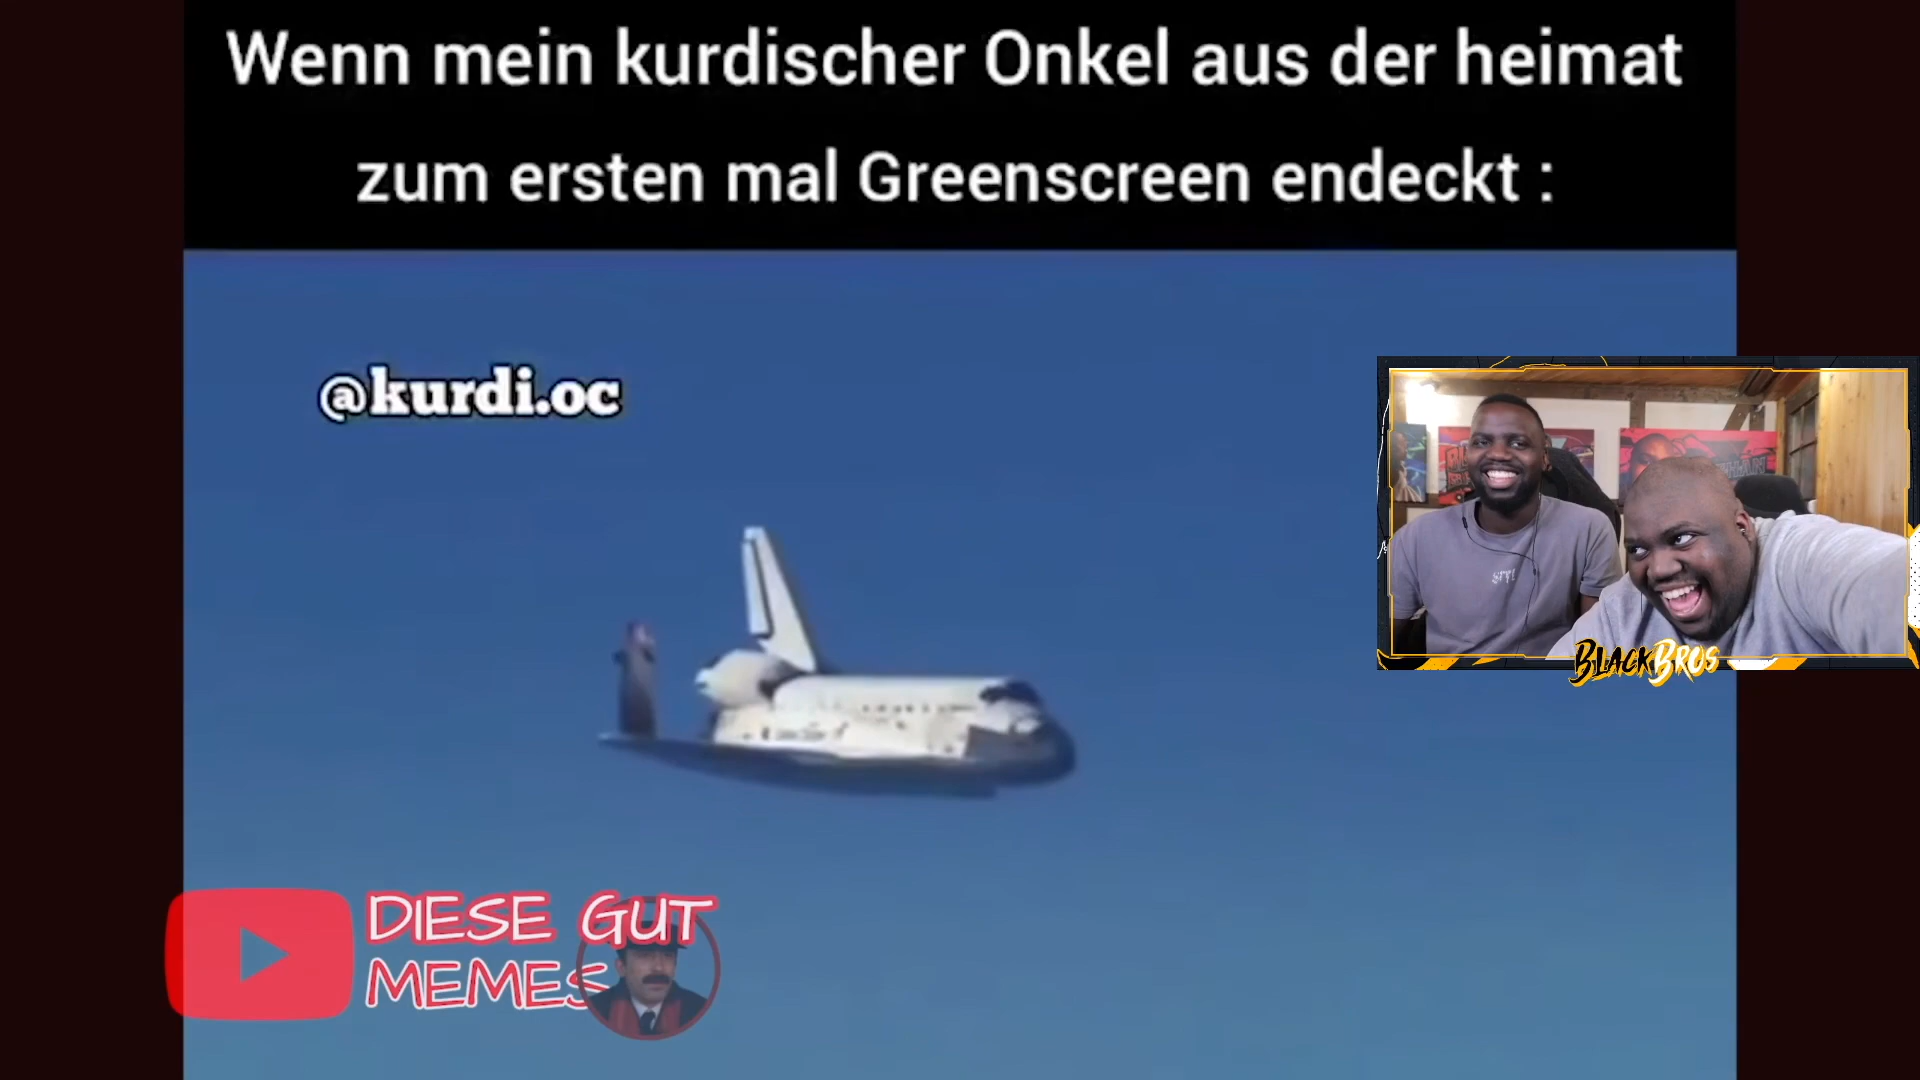 Wenn mein kurdischer Onkel aus der heimat
zum ersten mal Greenscreen endeckt :
@kurdi.oc
BLACKBROS
DIESE GUT
MEMES